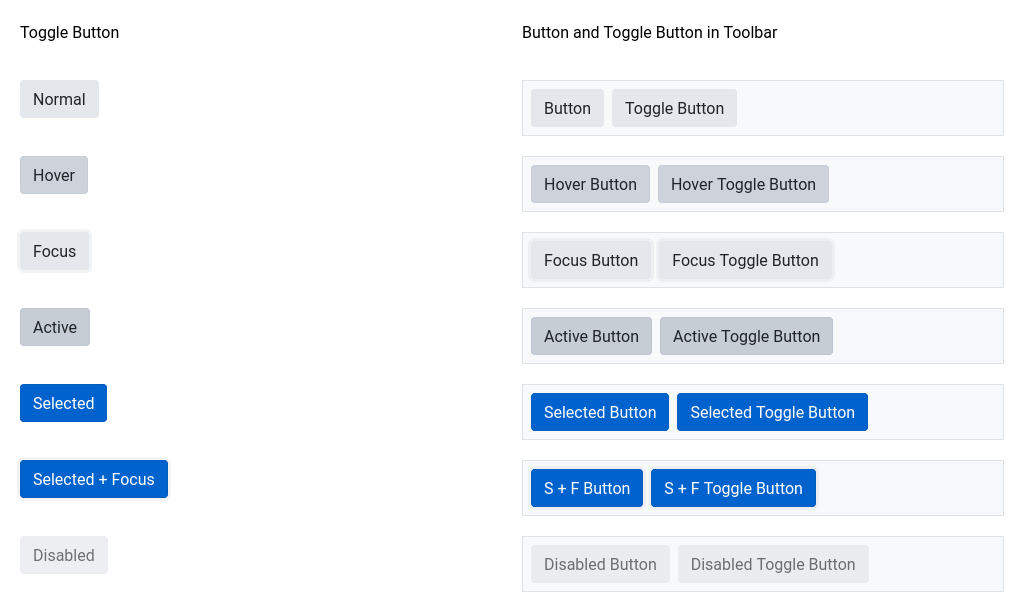 Toggle Button
Normal
Hover
Focus
Active
Selected
Selected + Focus
Disabled
Button and Toggle Button in Toolbar
Button Toggle Button
Hover Button Hover Toggle Button
Focus Button Focus Toggle Button
Active Button Active Toggle Button
Selected Button Selected Toggle Button
S + F Button S + F Toggle Button
Disabled Button Disabled Toggle Button